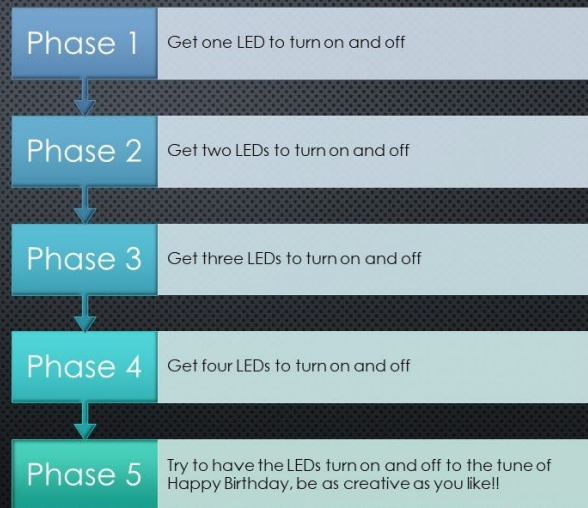 Phase 1
Get one LED to turn on and off
Phase 2
Get two LEDs to turn on and off
Phase 3
Get three LEDs to turn on and off
Phase 4
Get four LEDs to turn on and off
Phase 5
Try to have the LEDs turn on and off to the tune of
Happy Birthday, be as creative as you like!!